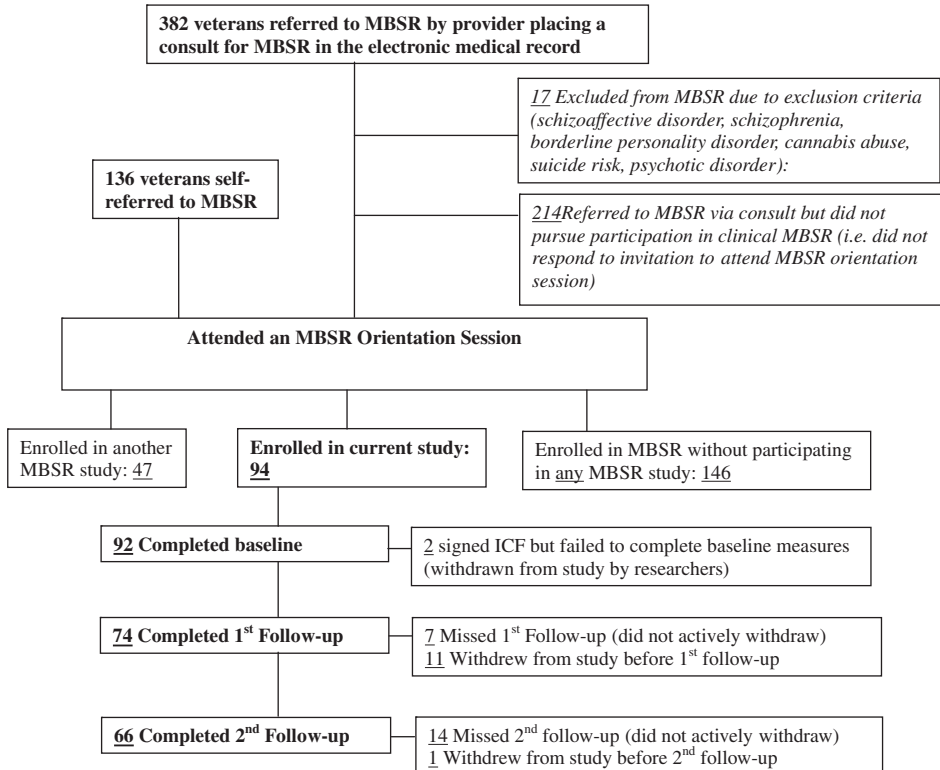 382 veterans referred to MBSR by provider placing a
consult for MBSR in the electronic medical record
17 Excluded from MBSR due to exclusion criteria
(schizoaffective disorder, schizophrenia,
borderline personality disorder, cannabis abuse,
suicide risk, psychotic disorder):
136 veterans self-
referred to MBSR
214Referred to MBSR via consult but did not
pursue participation in clinical MBSR (i.e. did not
respond to invitation to attend MBSR orientation
session)
Attended an MBSR Orientation Session
Enrolled in another
MBSR study: 47
Enrolled in current study:
94
Enrolled in MBSR without participating
in any MBSR study: 146
92 Completed baseline
2 signed ICF but failed to complete baseline measures
(withdrawn from study by researchers)
74 Completed 1st Follow-up
7 Missed 1st Follow-up (did not actively withdraw)
11 Withdrew from study before 1st follow-up
66 Completed 2nd Follow-up
14 Missed 2nd follow-up (did not actively withdraw)
1 Withdrew from study before 2nd follow-up